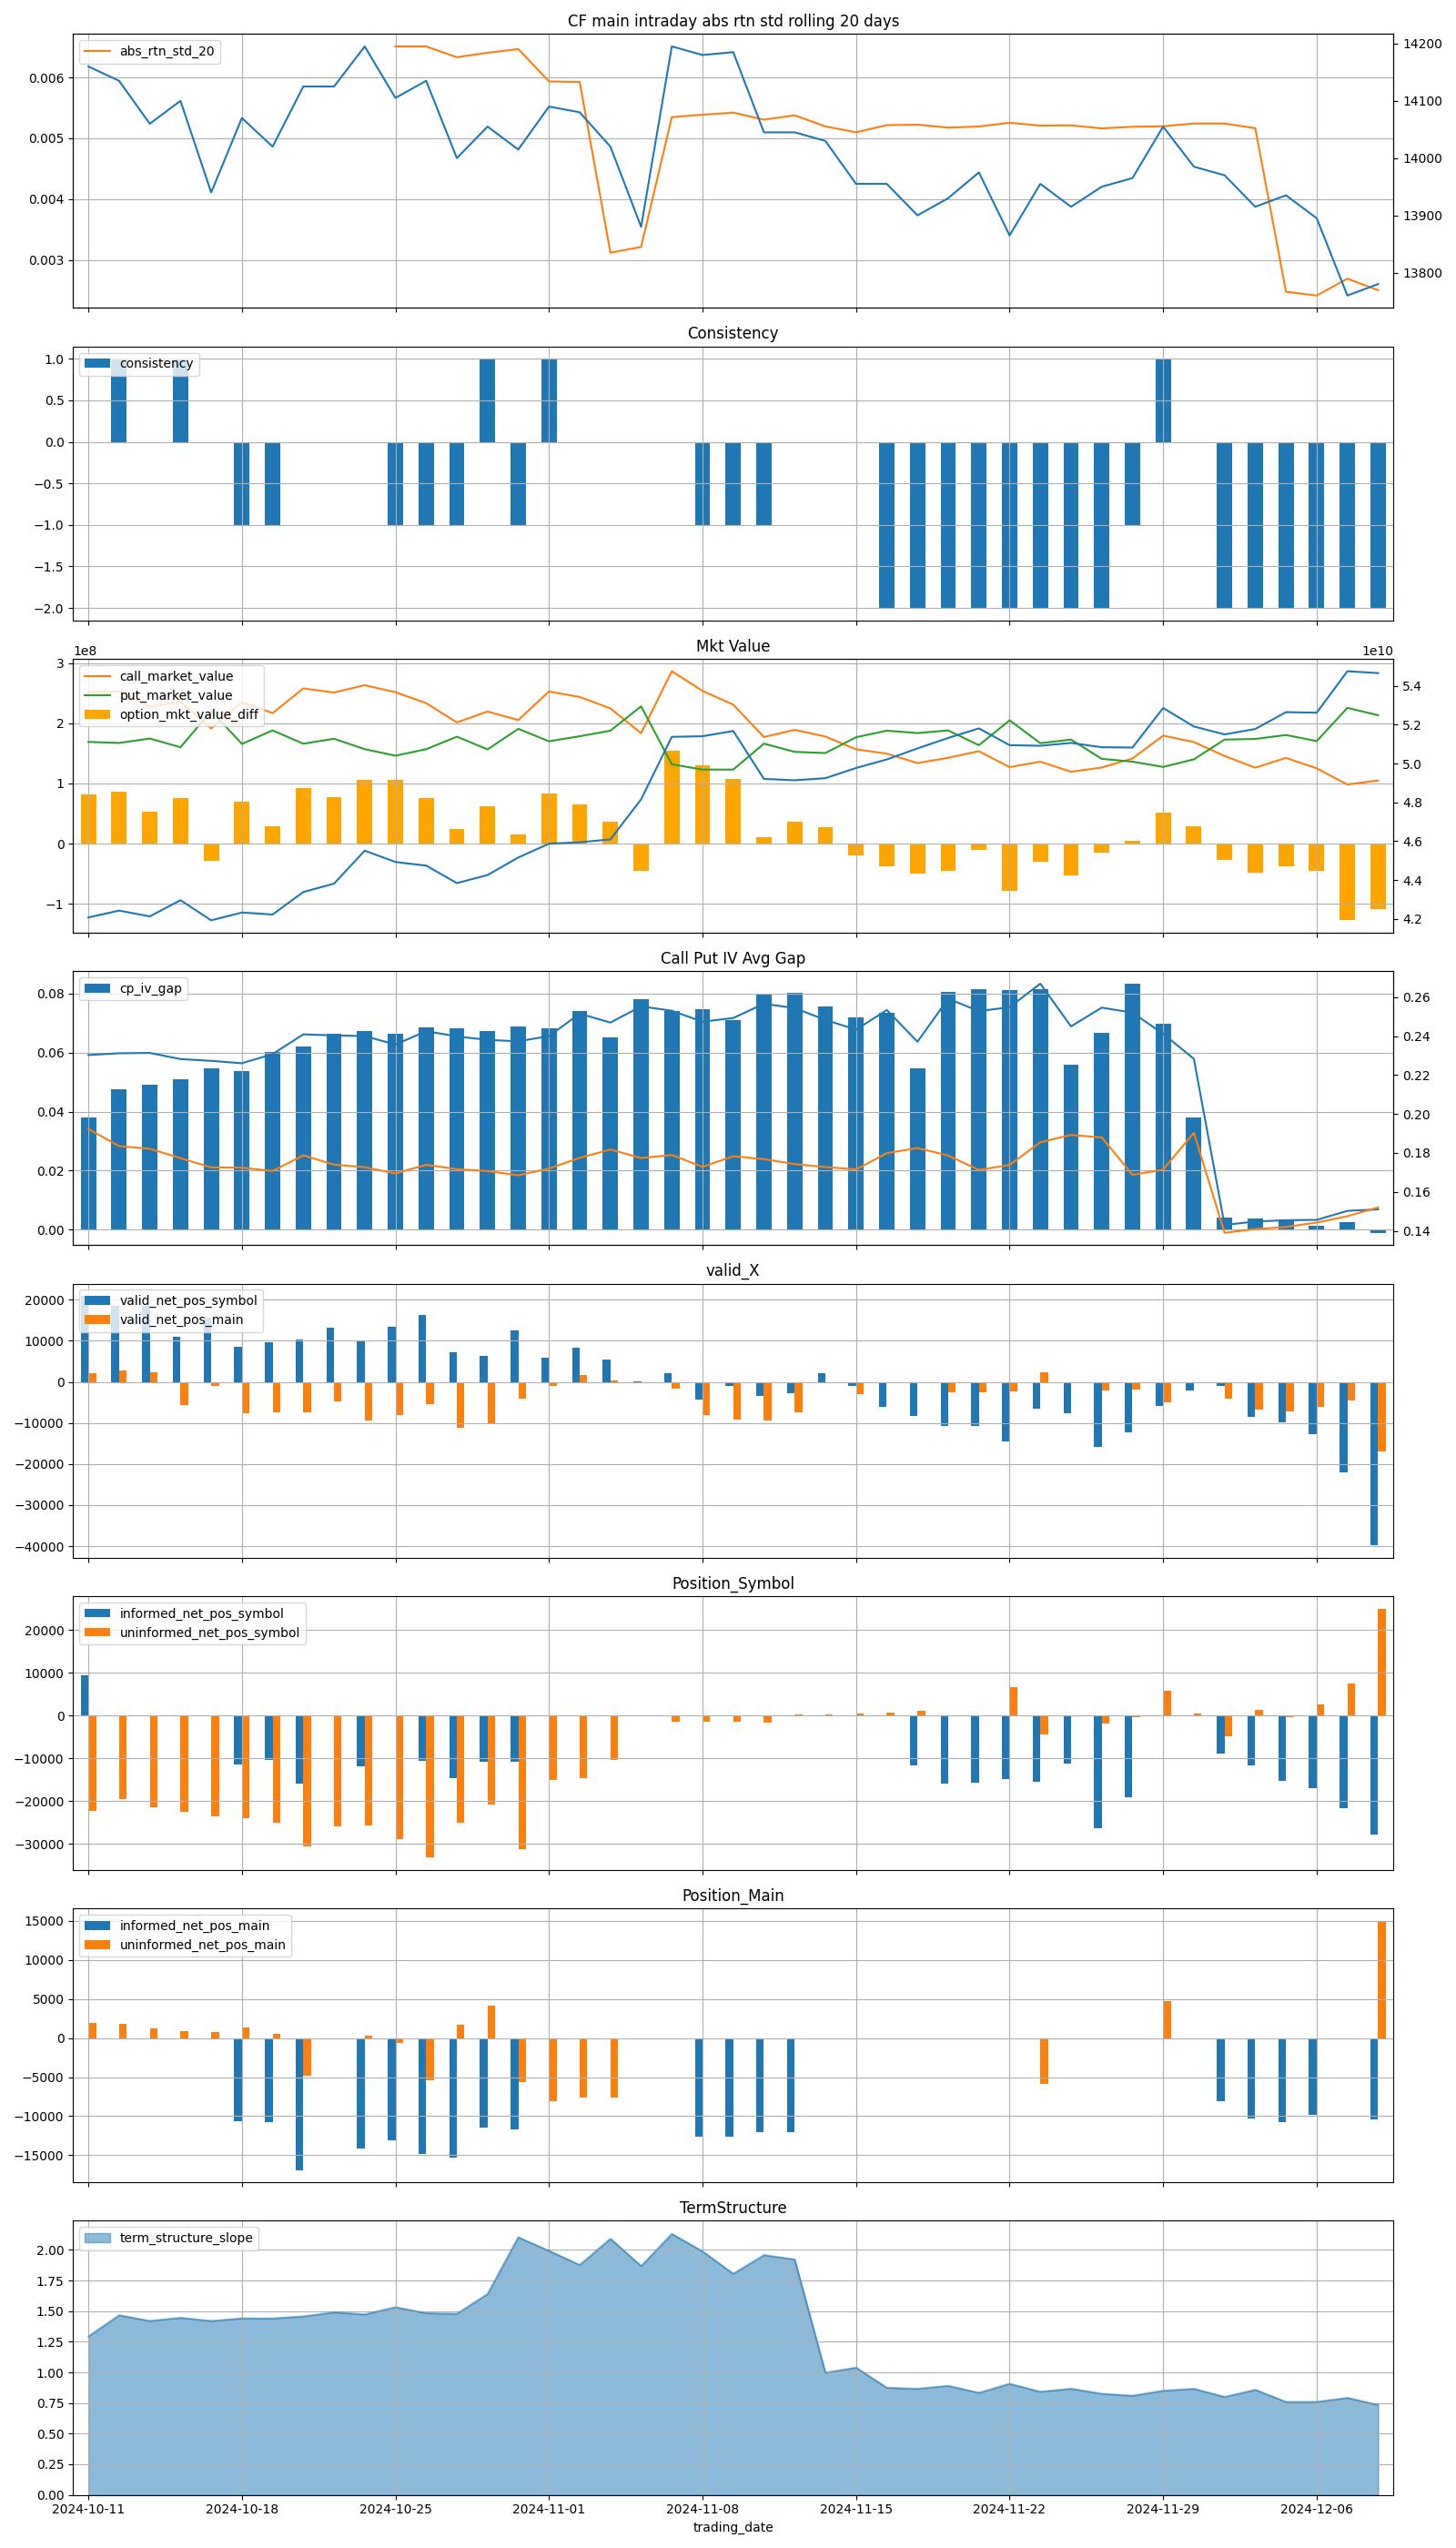 CF main intraday abs rtn std rolling 20 days
abs_rtn_std_20
0.006
0.005
0.004
0.003
14200
14100
14000
13900
13800
Consistency
consistency
1.0
0.5
0.0
−0.5
−1.0
−1.5
−2.0
Mkt Value
1e8
1e10
call_market_value
put_market_value
option_mkt_value_diff
3
2
1
0
−1
5.4
5.2
5.0
4.8
4.6
4.4
4.2
Call Put IV Avg Gap
cp_iv_gap
0.08
0.06
0.04
0.02
0.00
0.26
0.24
0.22
0.20
0.18
0.16
0.14
valid_X
valid_net_pos_symbol
valid_net_pos_main
20000
10000
0
−10000
−20000
−30000
−40000
Position_Symbol
informed_net_pos_symbol
uninformed_net_pos_symbol
20000
10000
0
−10000
−20000
−30000
Position_Main
informed_net_pos_main
uninformed_net_pos_main
15000
10000
5000
0
−5000
−10000
−15000
TermStructure
term_structure_slope
2.00
1.75
1.50
1.25
1.00
0.75
0.50
0.25
0.00
2024-10-11 2024-10-18 2024-10-25 2024-11-01 2024-11-08 2024-11-15 2024-11-22 2024-11-29 2024-12-06
trading_date